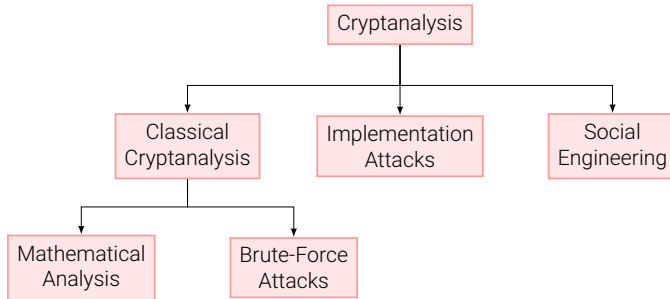 Cryptanalysis
Classical
Cryptanalysis
Implementation
Attacks
Social
Engineering
Mathematical
Analysis
Brute-Force
Attacks